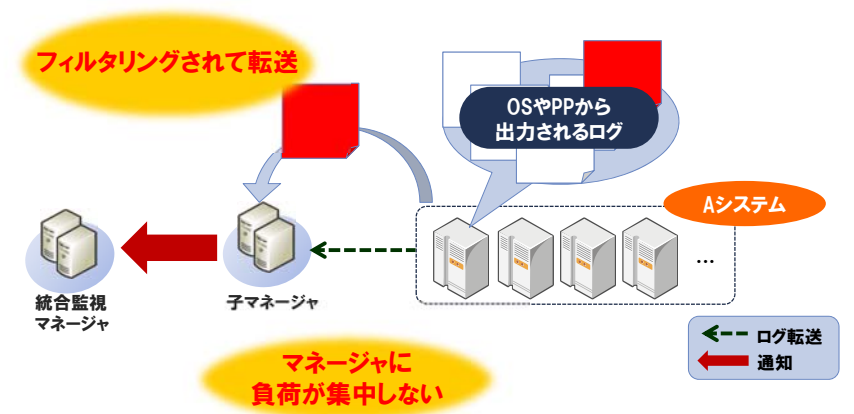 フィルタリングされて転送
OSやPPから
出力されるログ
Aシステム
...
統合監視
マネージャ
子マネージャ
マネージャに
負荷が集中しない
ログ転送
通知